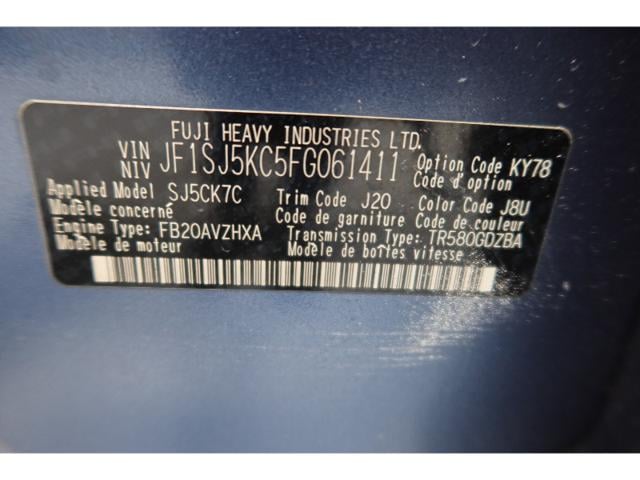 FUJI HEAVY INDUSTRIES LTD.
VIN NIV JF1SJ5KC5FG061411 Option Code KY78
Code d'option
Applied Model SJ5CK7C Trim Code J20 Color Code J8U
Modèle concerné Code de garniture Code de couleur
Engine Type: FB20AVZHXA Transmission Type: TR580GDZBA
Modèle de moteur Modèle de boîtes vitesse